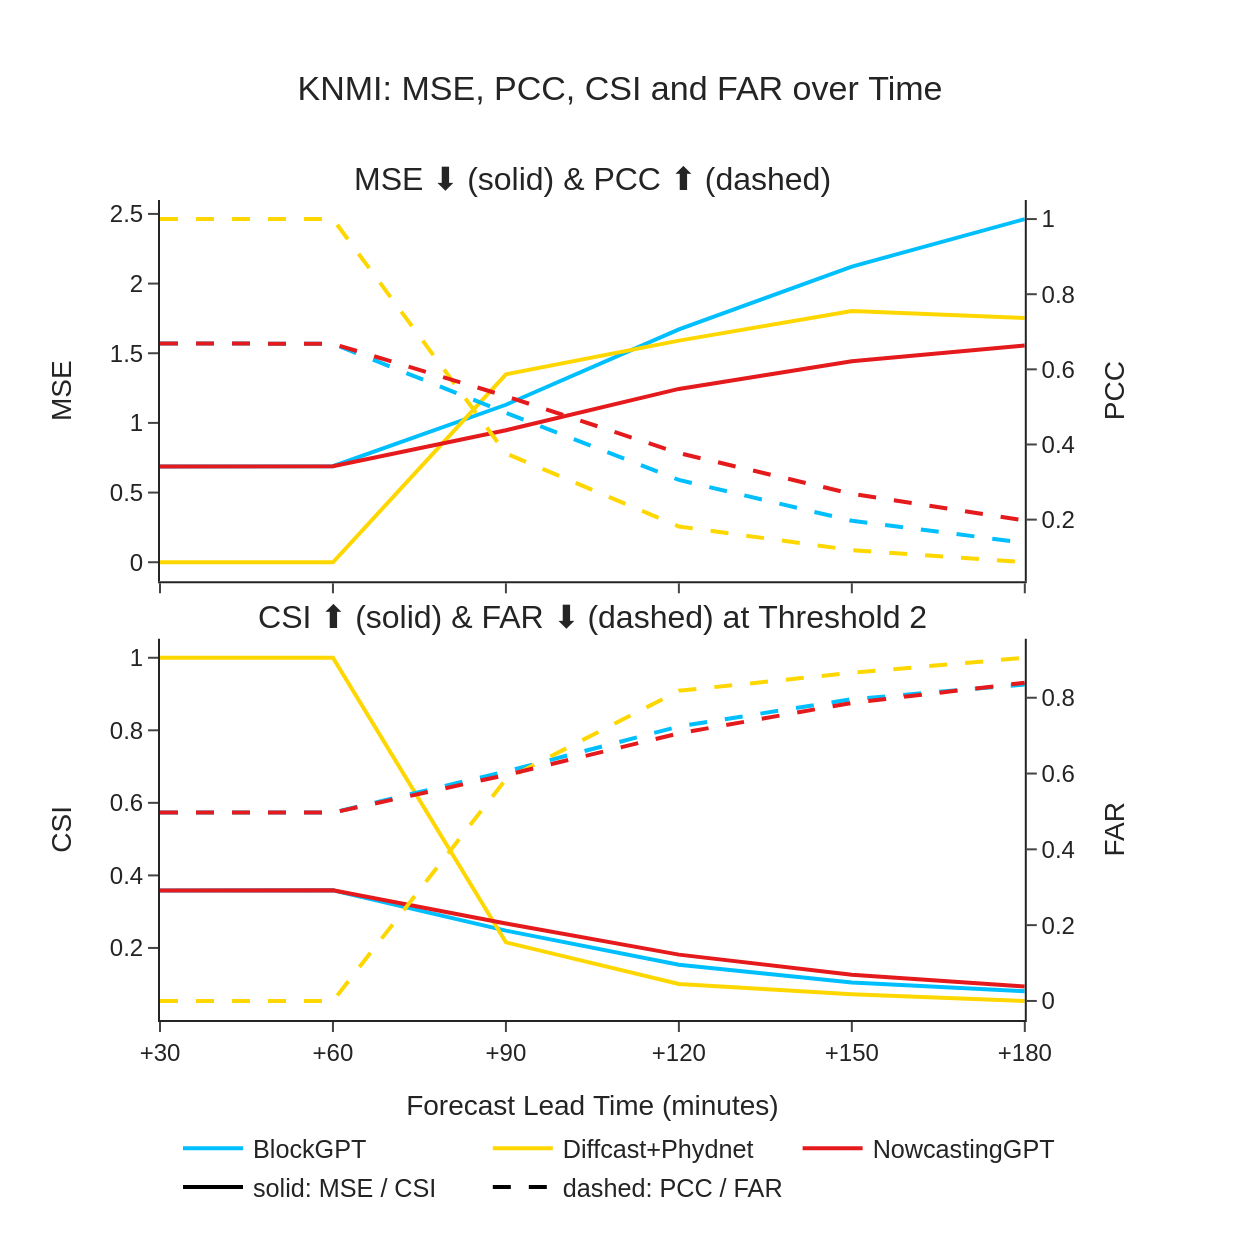 KNMI: MSE, PCC, CSI and FAR over Time
MSE ⬇ (solid) & PCC ⬆ (dashed)
2.5
2
1.5
1
0.5
0
MSE
1
0.8
0.6
0.4
0.2
PCC
CSI ⬆ (solid) & FAR ⬇ (dashed) at Threshold 2
1
0.8
0.6
0.4
0.2
CSI
0.8
0.6
0.4
0.2
0
FAR
+30 +60 +90 +120 +150 +180
Forecast Lead Time (minutes)
BlockGPT Diffcast+Phydnet NowcastingGPT
solid: MSE / CSI dashed: PCC / FAR